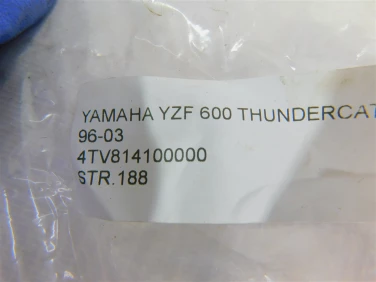 YAMAHA YZF 600 THUNDERCAT
96-03
4TV814100000
STR.188